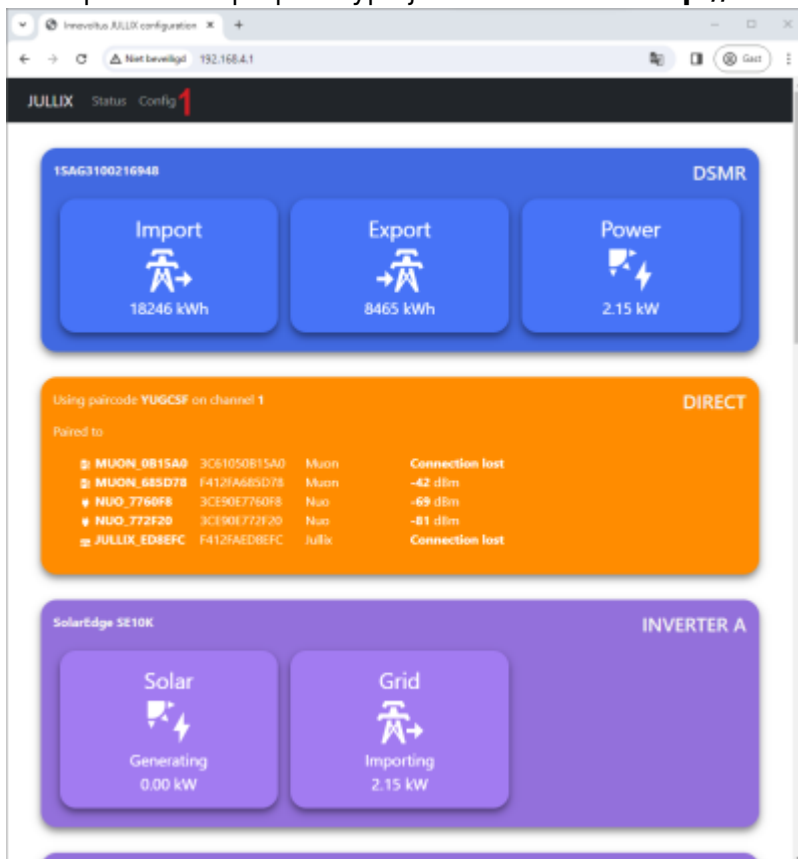 Innovoltus JULLIX configuration
Niet beveiligd 192.168.4.1
Gast
JULLIX Status Config 1
1SAG3100216948 DSMR
Import Export Power
18246 kWh 8465 kWh 2.15 kW
Using paircode YUGCSF on channel 1 DIRECT
Paired to
MUON_0B15A0 3C61050B15A0 Muon Connection lost
MUON_685D78 F412FA685D78 Muon -42 dBm
NUO_7760F8 3CE90E7760F8 Nuo -69 dBm
NUO_772F20 3CE90E772F20 Nuo -81 dBm
JULLIX_ED8EFC F412FAED8EFC Jullix Connection lost
SolarEdge SE10K INVERTER A
Solar Grid
Generating Importing
0.00 kW 2.15 kW